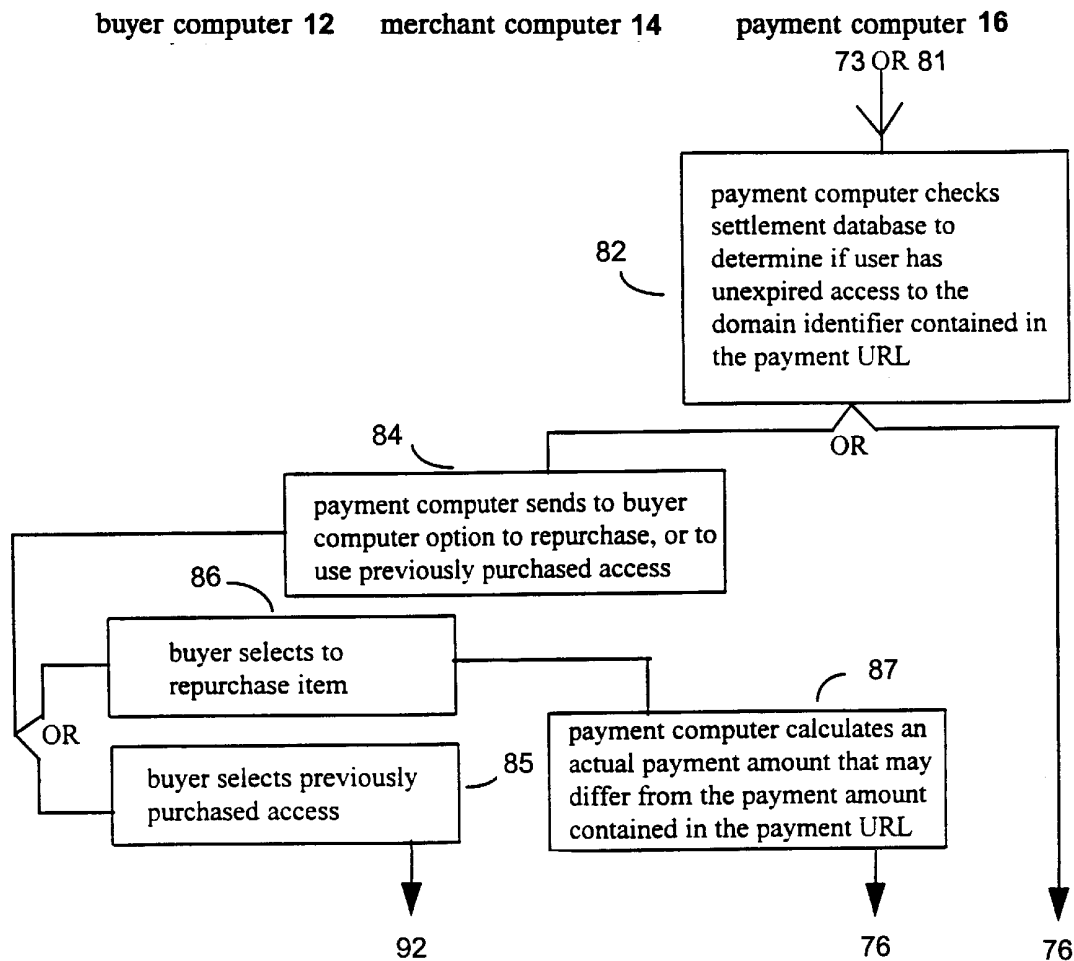 buyer computer 12 merchant computer 14 payment computer 16
73 OR 81
payment computer checks
settlement database to
determine if user has
unexpired access to the
domain identifier contained in
the payment URL
82
OR
84
payment computer sends to buyer
computer option to repurchase, or to
use previously purchased access
86
buyer selects to
repurchase item
87
OR
payment computer calculates an
actual payment amount that may
differ from the payment amount
contained in the payment URL
85
buyer selects previously
purchased access
92
76
76